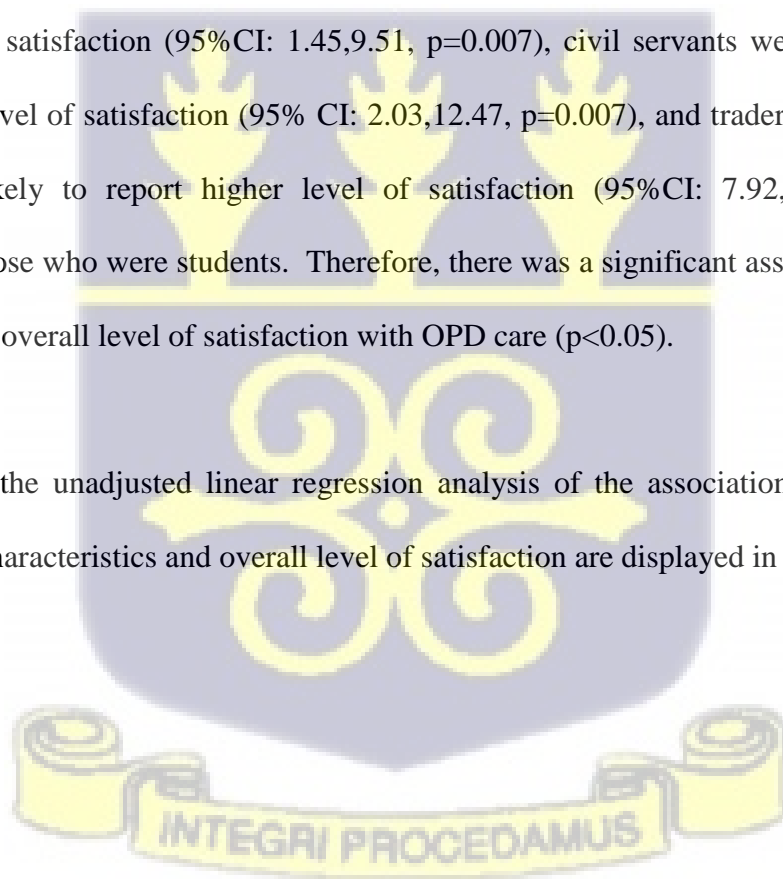 satisfaction (95%CI: 1.45,9.51, p=0.007), civil servants we
vel of satisfaction (95% CI: 2.03,12.47, p=0.007), and trader
kely to report higher level of satisfaction (95%CI: 7.92,
ose who were students. Therefore, there was a significant ass
overall level of satisfaction with OPD care (p<0.05).
the unadjusted linear regression analysis of the association
haracteristics and overall level of satisfaction are displayed in
INTEGRI PROCEDAMUS